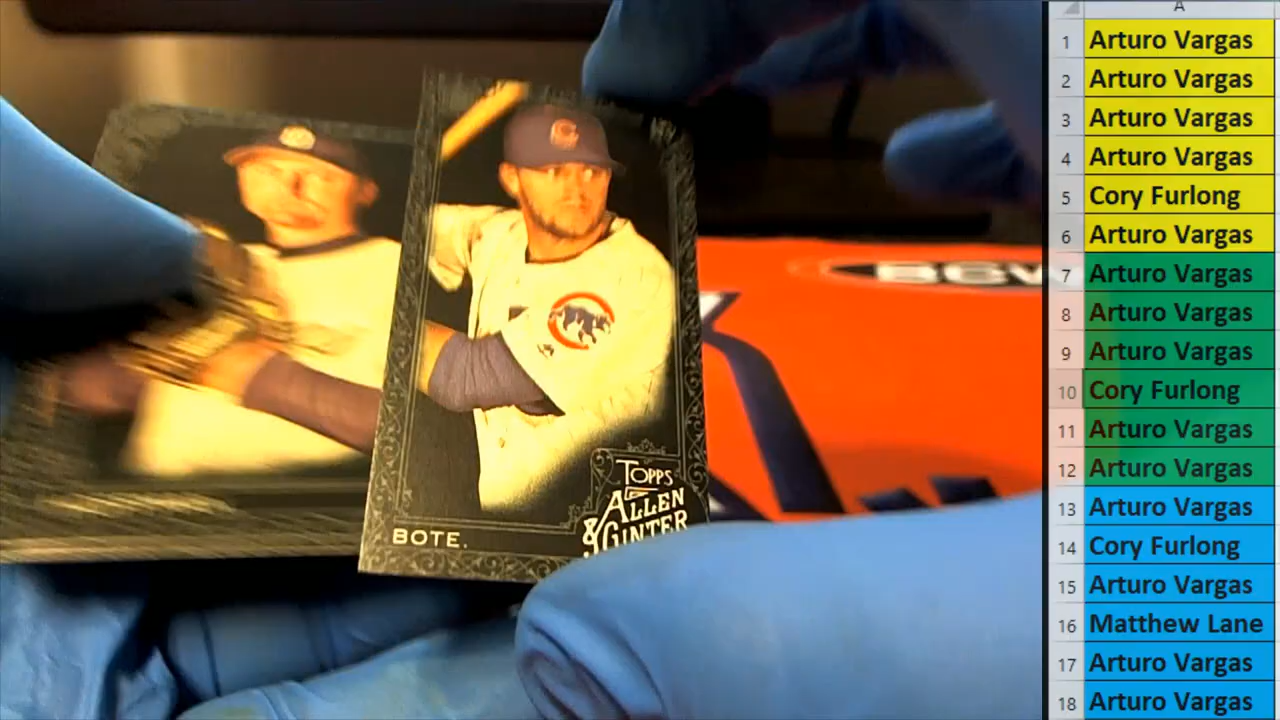 BOTE.
TOPPS
ALLEN
& GINTER
A
1 Arturo Vargas
2 Arturo Vargas
3 Arturo Vargas
4 Arturo Vargas
5 Cory Furlong
6 Arturo Vargas
7 Arturo Vargas
8 Arturo Vargas
9 Arturo Vargas
10 Cory Furlong
11 Arturo Vargas
12 Arturo Vargas
13 Arturo Vargas
14 Cory Furlong
15 Arturo Vargas
16 Matthew Lane
17 Arturo Vargas
18 Arturo Vargas